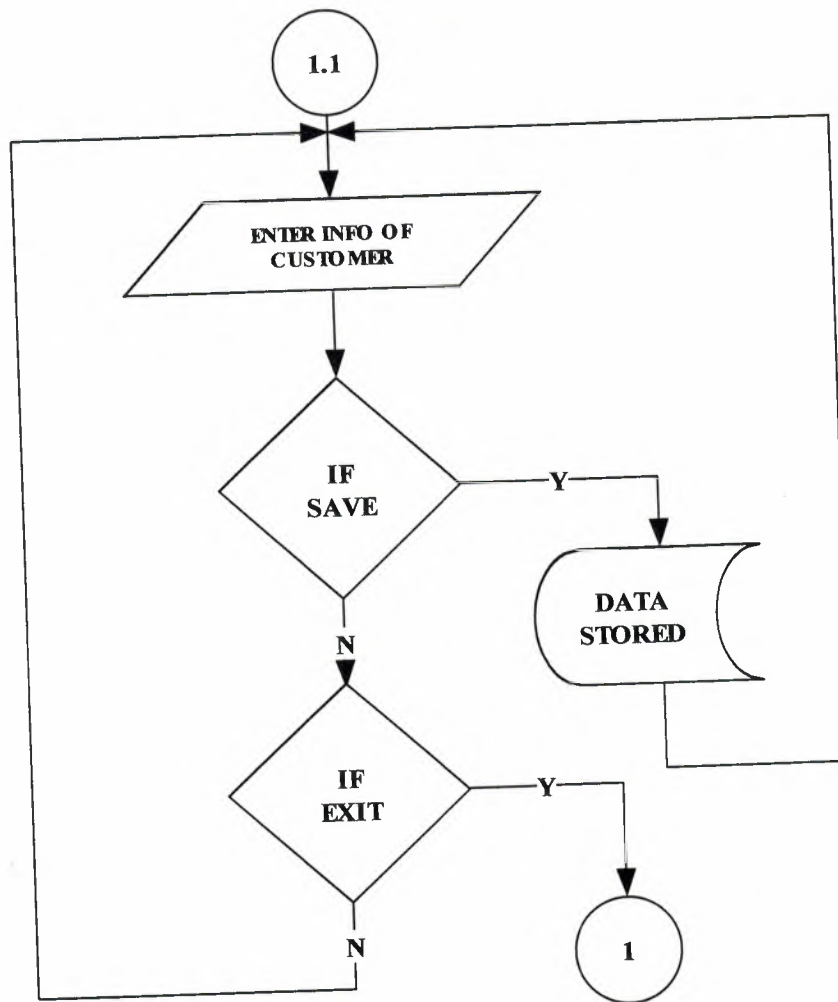 1.1
ENTER INFO OF
CUSTOMER
IF
SAVE
Y
DATA
STORED
N
IF
EXIT
Y
N
1